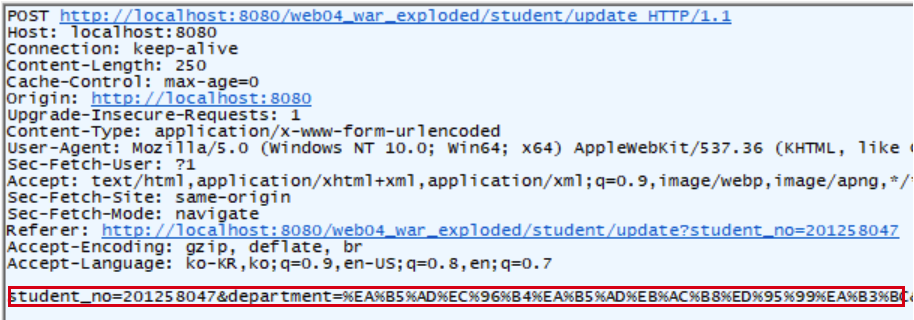 POST http://localhost:8080/web04_war_exploded/student/update HTTP/1.1
Host: localhost:8080
Connection: keep-alive
Content-Length: 250
Cache-Control: max-age=0
Origin: http://localhost:8080
Upgrade-Insecure-Requests: 1
Content-Type: application/x-www-form-urlencoded
User-Agent: Mozilla/5.0 (Windows NT 10.0; Win64; x64) AppleWebKit/537.36 (KHTML, like
Sec-Fetch-User: ?1
Accept: text/html,application/xhtml+xml,application/xml;q=0.9,image/webp,image/apng,*/
Sec-Fetch-Site: same-origin
Sec-Fetch-Mode: navigate
Referer: http://localhost:8080/web04_war_exploded/student/update?student_no=201258047
Accept-Encoding: gzip, deflate, br
Accept-Language: ko-KR,ko;q=0.9,en-US;q=0.8,en;q=0.7
student_no=201258047&department=%EA%B5%AD%EC%96%B4%EA%B5%AD%EB%AC%B8%ED%95%99%EA%B3%BC